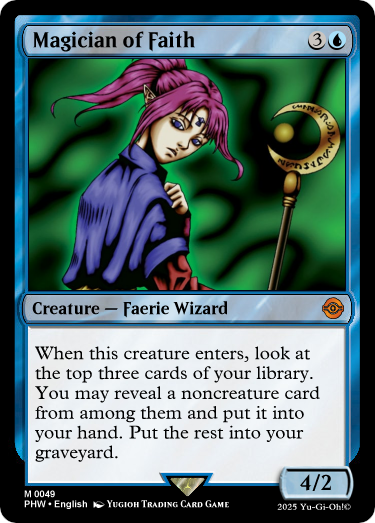 Magician of Faith 3
Creature — Faerie Wizard
When this creature enters, look at
the top three cards of your library.
You may reveal a noncreature card
from among them and put it into
your hand. Put the rest into your
graveyard.
4/2
M 0049
PHW • English YUGIOH TRADING CARD GAME
2025 Yu-Gi-Oh!©